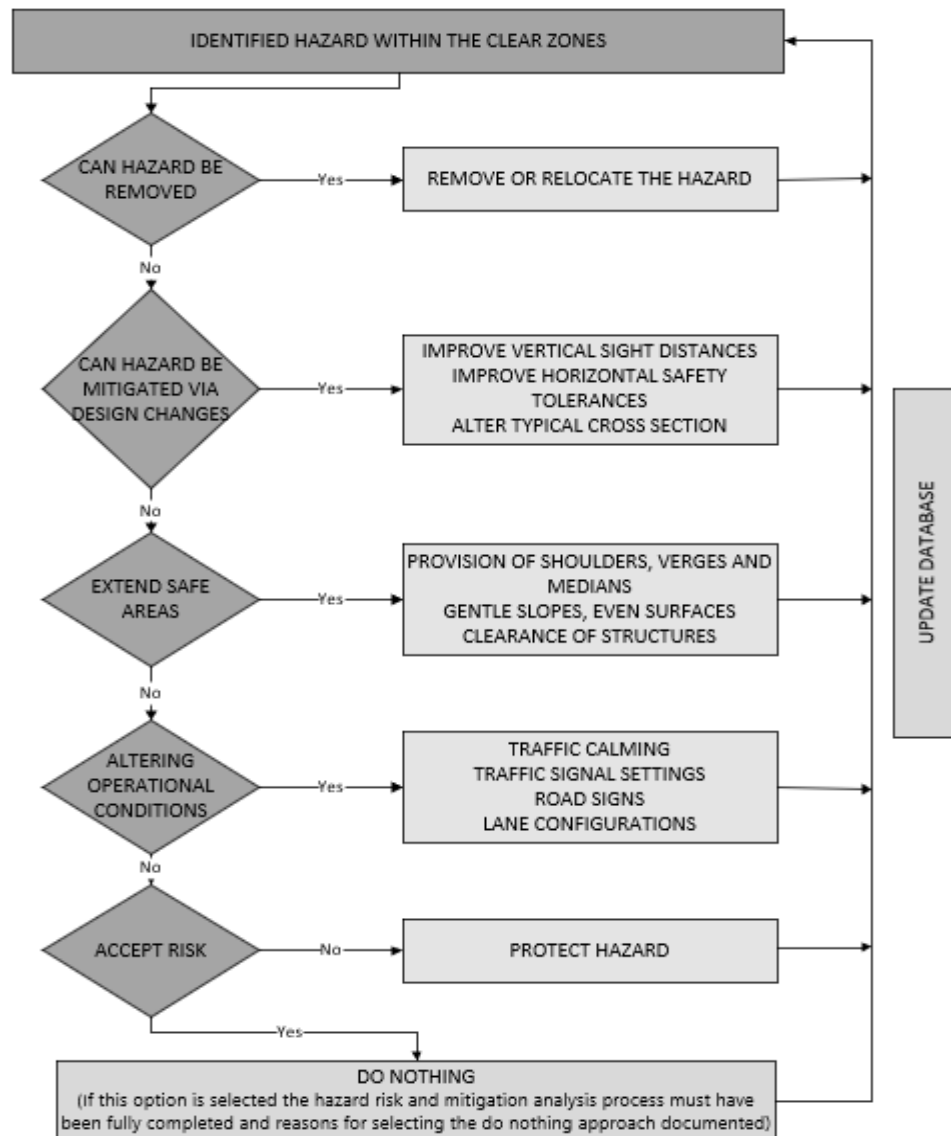 IDENTIFIED HAZARD WITHIN THE CLEAR ZONES
CAN HAZARD BE
REMOVED
Yes
REMOVE OR RELOCATE THE HAZARD
No
CAN HAZARD BE
MITIGATED VIA
DESIGN CHANGES
Yes
IMPROVE VERTICAL SIGHT DISTANCES
IMPROVE HORIZONTAL SAFETY
TOLERANCES
ALTER TYPICAL CROSS SECTION
No
EXTEND SAFE
AREAS
Yes
PROVISION OF SHOULDERS, VERGES AND
MEDIANS
GENTLE SLOPES, EVEN SURFACES
CLEARANCE OF STRUCTURES
No
ALTERING
OPERATIONAL
CONDITIONS
Yes
TRAFFIC CALMING
TRAFFIC SIGNAL SETTINGS
ROAD SIGNS
LANE CONFIGURATIONS
No
ACCEPT RISK
No
PROTECT HAZARD
Yes
DO NOTHING
(If this option is selected the hazard risk and mitigation analysis process must have
been fully completed and reasons for selecting the do nothing approach documented)
UPDATE DATABASE